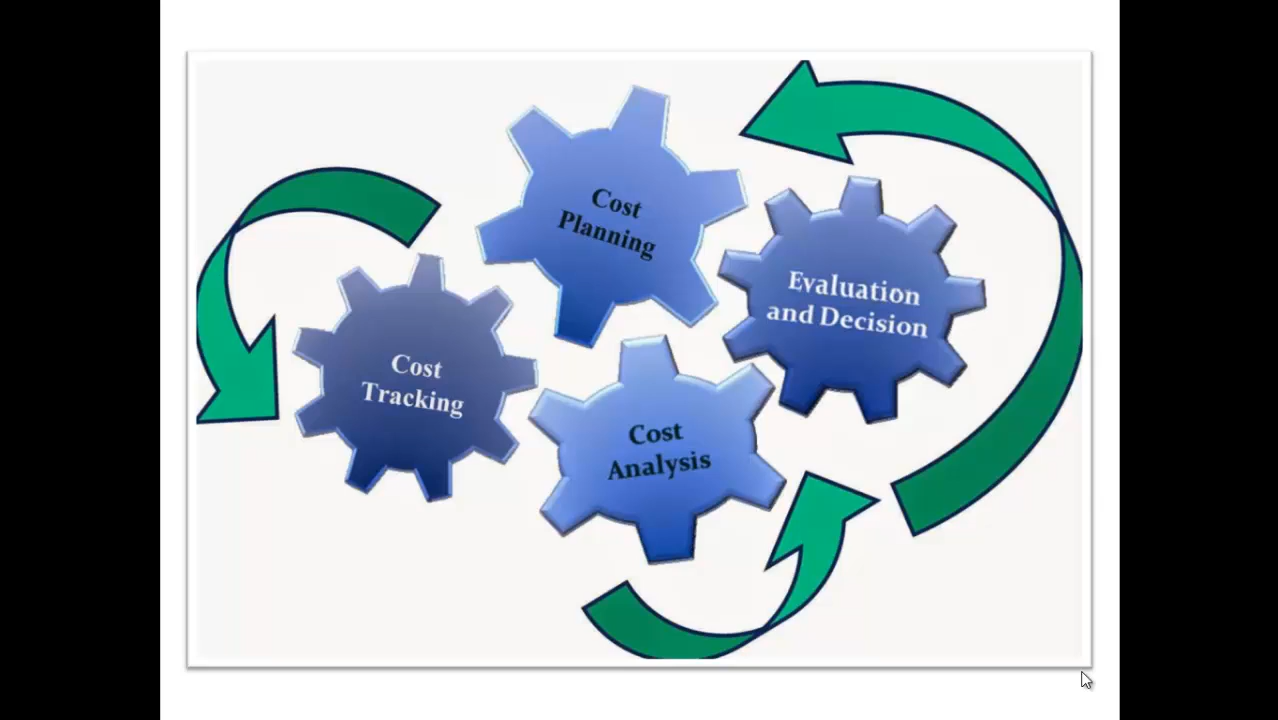 Cost
Planning
Evaluation
and Decision
Cost
Tracking
Cost
Analysis